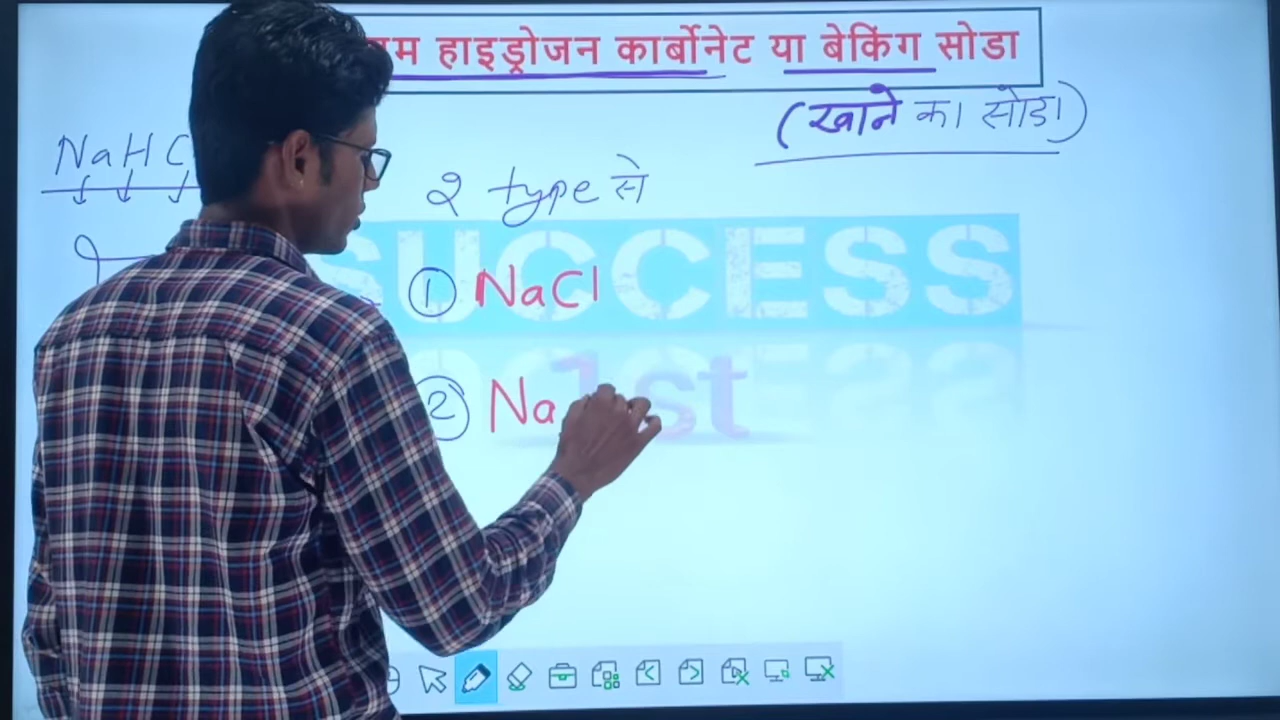 हाइड्रोजन कार्बोनेट या बेकिंग सोडा
(खाने का सोडा)
NaHC
2 type से
SUCCESS
① NaCl
1st
② Na